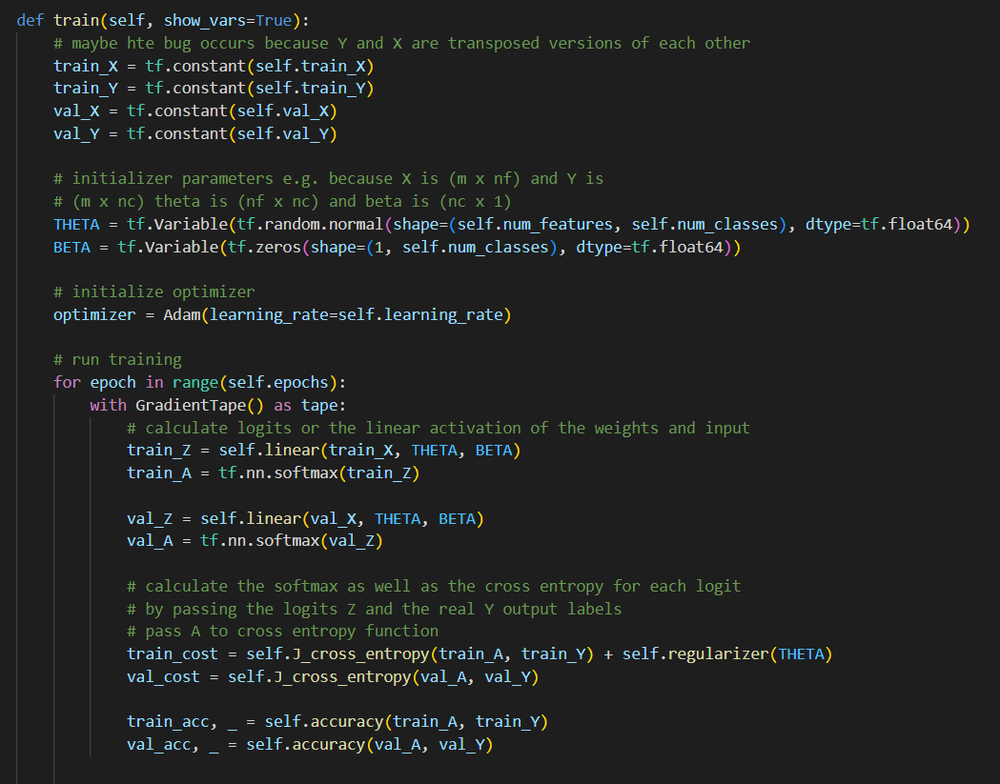 def train(self, show_vars=True):
    # maybe hte bug occurs because Y and X are transposed versions of each other
    train_X = tf.constant(self.train_X)
    train_Y = tf.constant(self.train_Y)
    val_X = tf.constant(self.val_X)
    val_Y = tf.constant(self.val_Y)

    # initializer parameters e.g. because X is (m x nf) and Y is
    # (m x nc) theta is (nf x nc) and beta is (nc x 1)
    THETA = tf.Variable(tf.random.normal(shape=(self.num_features, self.num_classes), dtype=tf.float64))
    BETA = tf.Variable(tf.zeros(shape=(1, self.num_classes), dtype=tf.float64))

    # initialize optimizer
    optimizer = Adam(learning_rate=self.learning_rate)

    # run training
    for epoch in range(self.epochs):
        with GradientTape() as tape:
            # calculate logits or the linear activation of the weights and input
            train_Z = self.linear(train_X, THETA, BETA)
            train_A = tf.nn.softmax(train_Z)

            val_Z = self.linear(val_X, THETA, BETA)
            val_A = tf.nn.softmax(val_Z)

            # calculate the softmax as well as the cross entropy for each logit
            # by passing the logits Z and the real Y output labels
            # pass A to cross entropy function
            train_cost = self.J_cross_entropy(train_A, train_Y) + self.regularizer(THETA)
            val_cost = self.J_cross_entropy(val_A, val_Y)

            train_acc, _ = self.accuracy(train_A, train_Y)
            val_acc, _ = self.accuracy(val_A, val_Y)